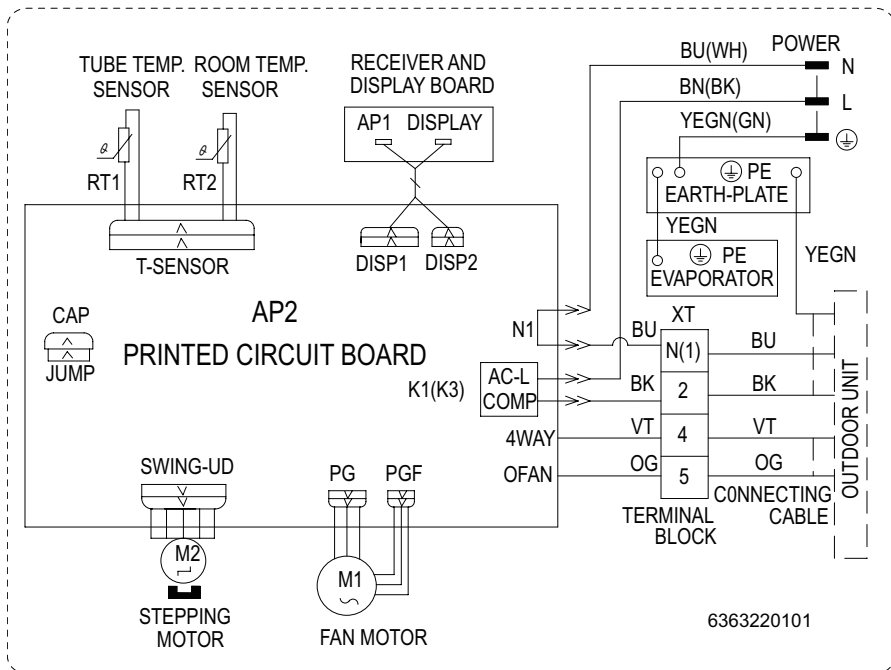 TUBE TEMP. SENSOR
ROOM TEMP. SENSOR
RECEIVER AND DISPLAY BOARD
AP1 DISPLAY
POWER
BU(WH)
N
BN(BK)
L
YEGN(GN)
θ
RT1
θ
RT2
PE
EARTH-PLATE
YEGN
PE
EVAPORATOR
YEGN
T-SENSOR
DISP1
DISP2
CAP
JUMP
AP2
PRINTED CIRCUIT BOARD
N1
BU
XT
N(1)
BU
K1(K3)
AC-L
COMP
BK
2
BK
4WAY
VT
4
VT
OFAN
OG
5
OG
TERMINAL BLOCK
C0NNECTING CABLE
OUTDOOR UNIT
SWING-UD
M2
STEPPING MOTOR
PG
PGF
M1
FAN MOTOR
6363220101